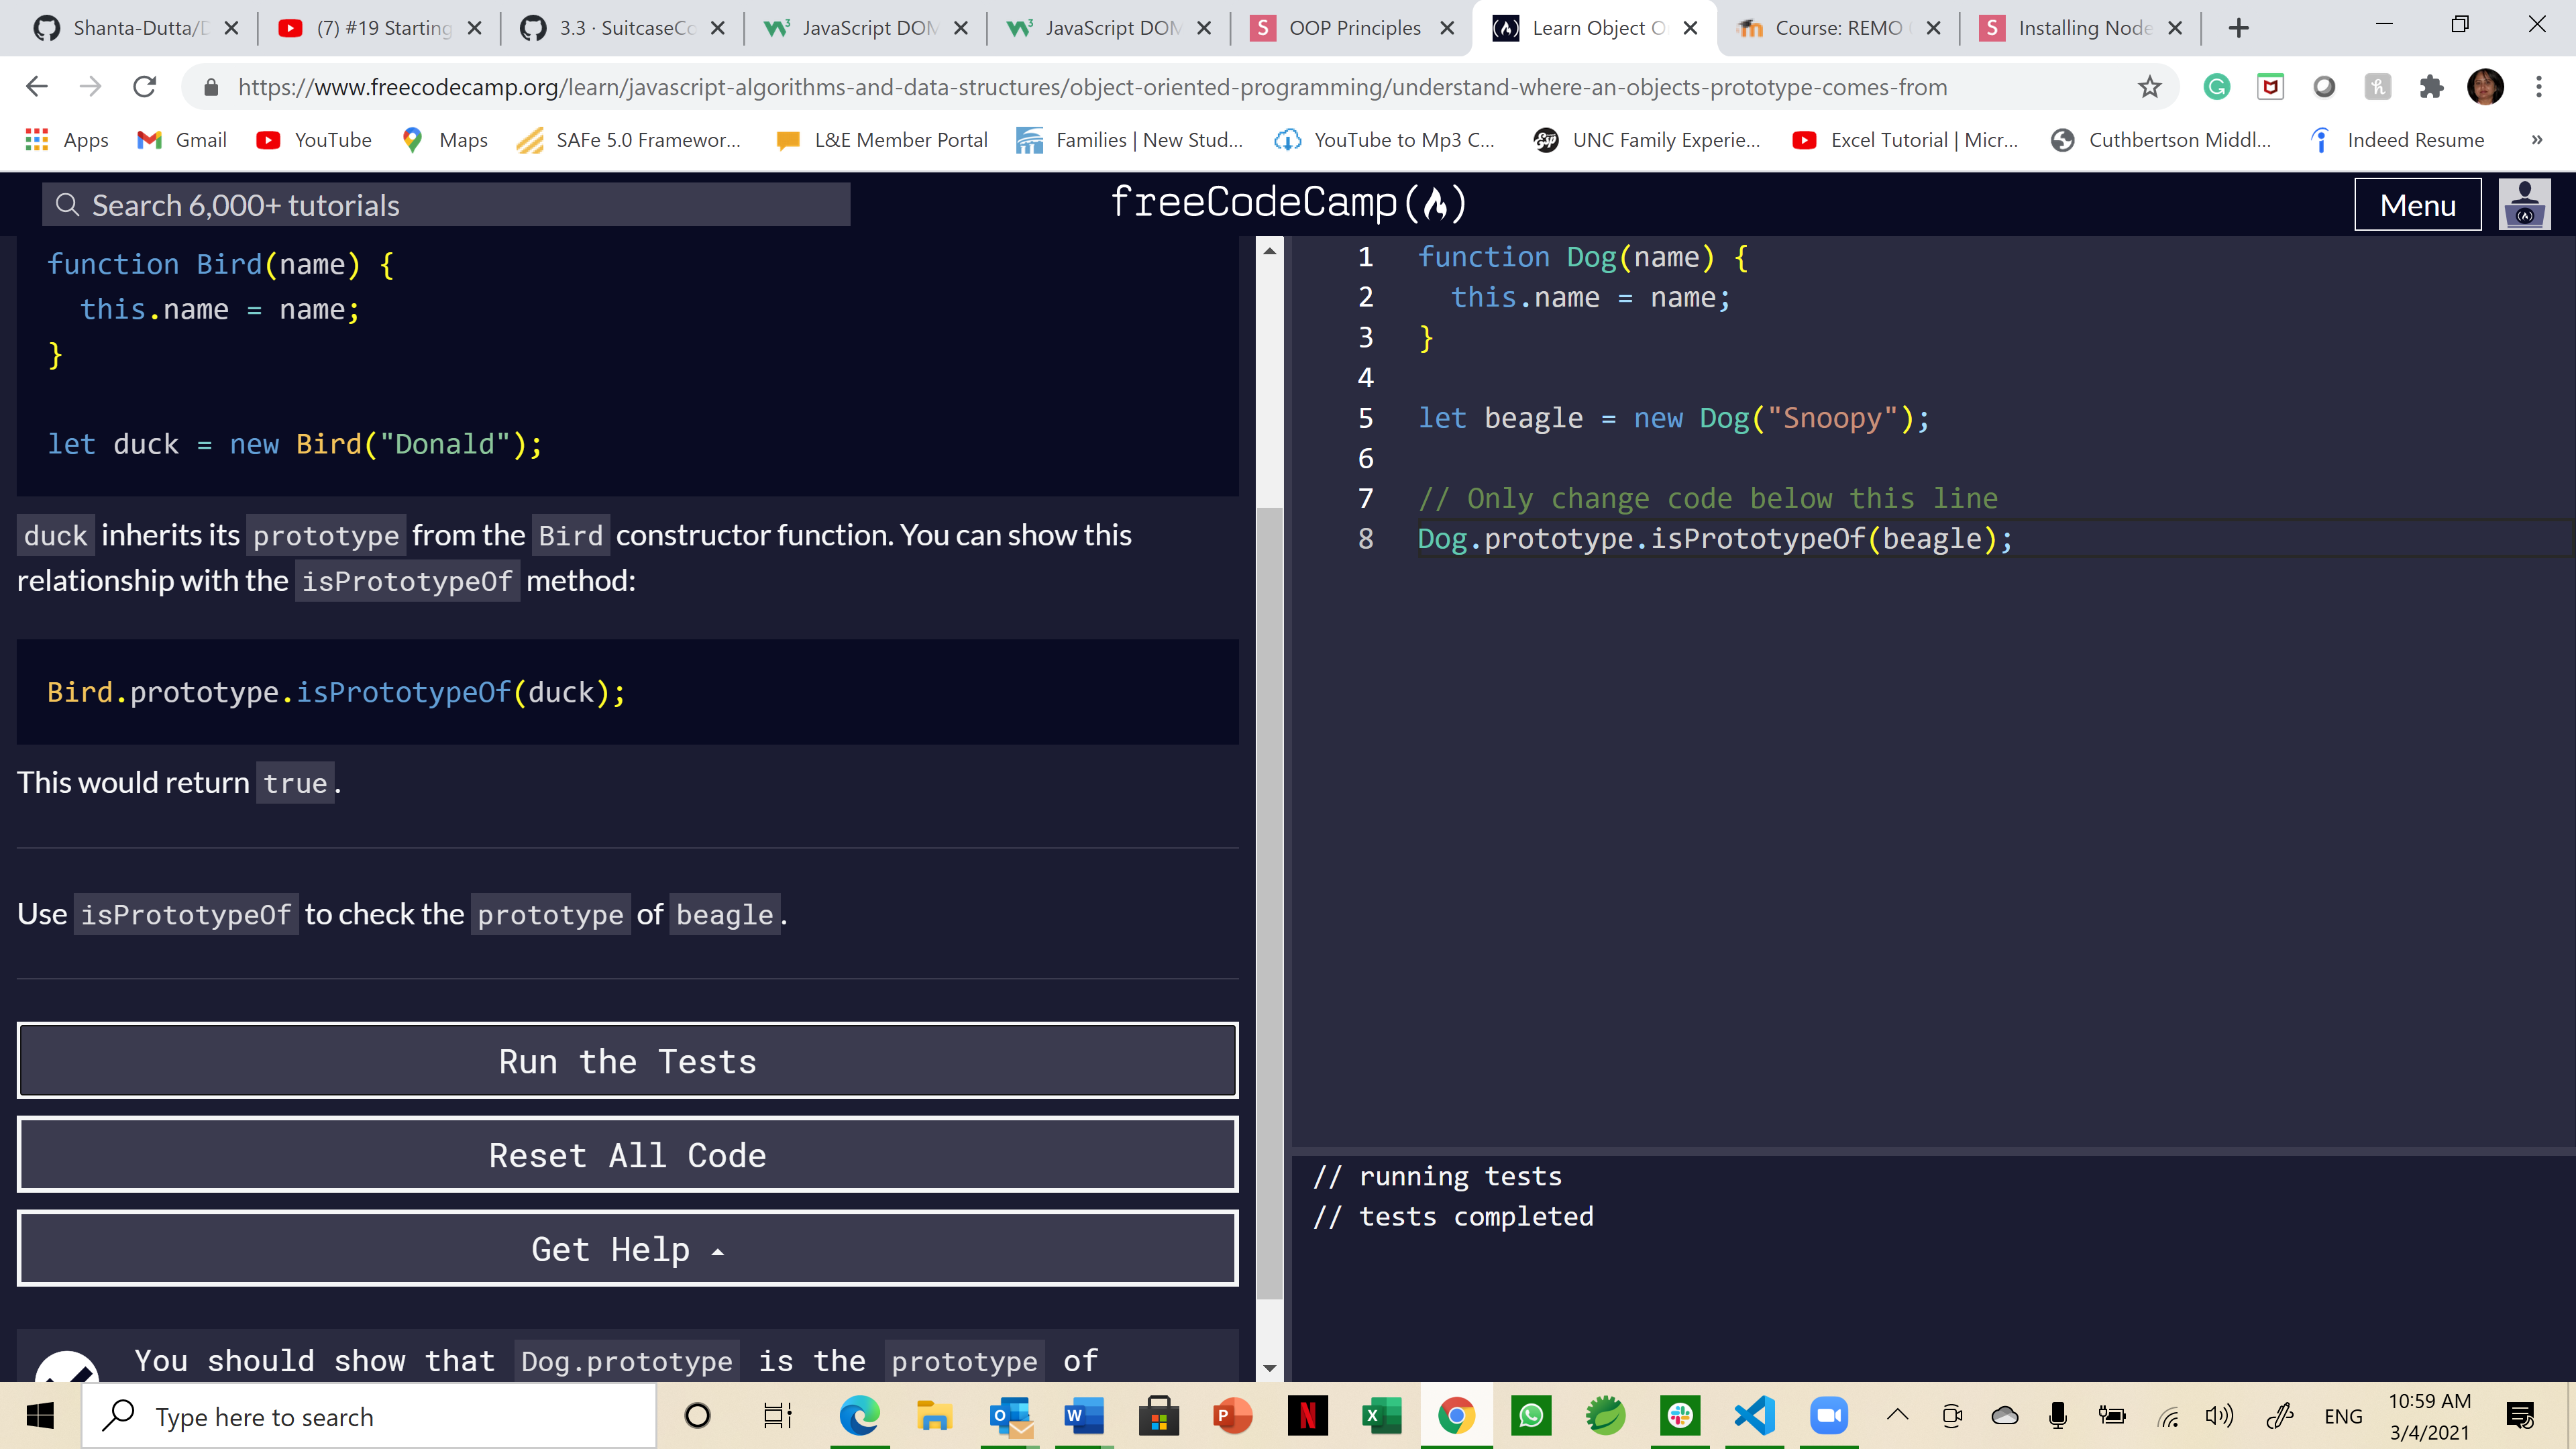 Shanta-Dutta/D
(7) #19 Starting
3.3 · SuitcaseCo
JavaScript DOM
JavaScript DOM
OOP Principles
Learn Object O
Course: REMO
Installing Node
https://www.freecodecamp.org/learn/javascript-algorithms-and-data-structures/object-oriented-programming/understand-where-an-objects-prototype-comes-from
Apps
Gmail
YouTube
Maps
SAFe 5.0 Framewor...
L&E Member Portal
Families | New Stud...
YouTube to Mp3 C...
UNC Family Experie...
Excel Tutorial | Micr...
Cuthbertson Middl...
Indeed Resume
»
Search 6,000+ tutorials
freeCodeCamp
Menu
function Bird(name) {
this.name = name;
}
let duck = new Bird("Donald");
duck inherits its prototype from the Bird constructor function. You can show this
relationship with the isPrototypeOf method:
Bird.prototype.isPrototypeOf(duck);
This would return true.
Use isPrototypeOf to check the prototype of beagle.
Run the Tests
Reset All Code
Get Help
You should show that Dog.prototype is the prototype of
1 function Dog(name) {
2 this.name = name;
3 }
4
5 let beagle = new Dog("Snoopy");
6
7 // Only change code below this line
8 Dog.prototype.isPrototypeOf(beagle);
// running tests
// tests completed
Type here to search
ENG
10:59 AM
3/4/2021